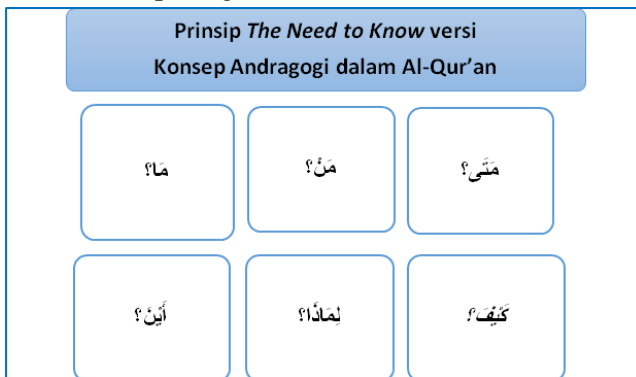 Prinsip The Need to Know versi
Konsep Andragogi dalam Al-Qur'an
مَا؟
مَنْ؟
مَتَى؟
أَيْنَ؟
لِمَاذَا؟
كَيْفَ؟